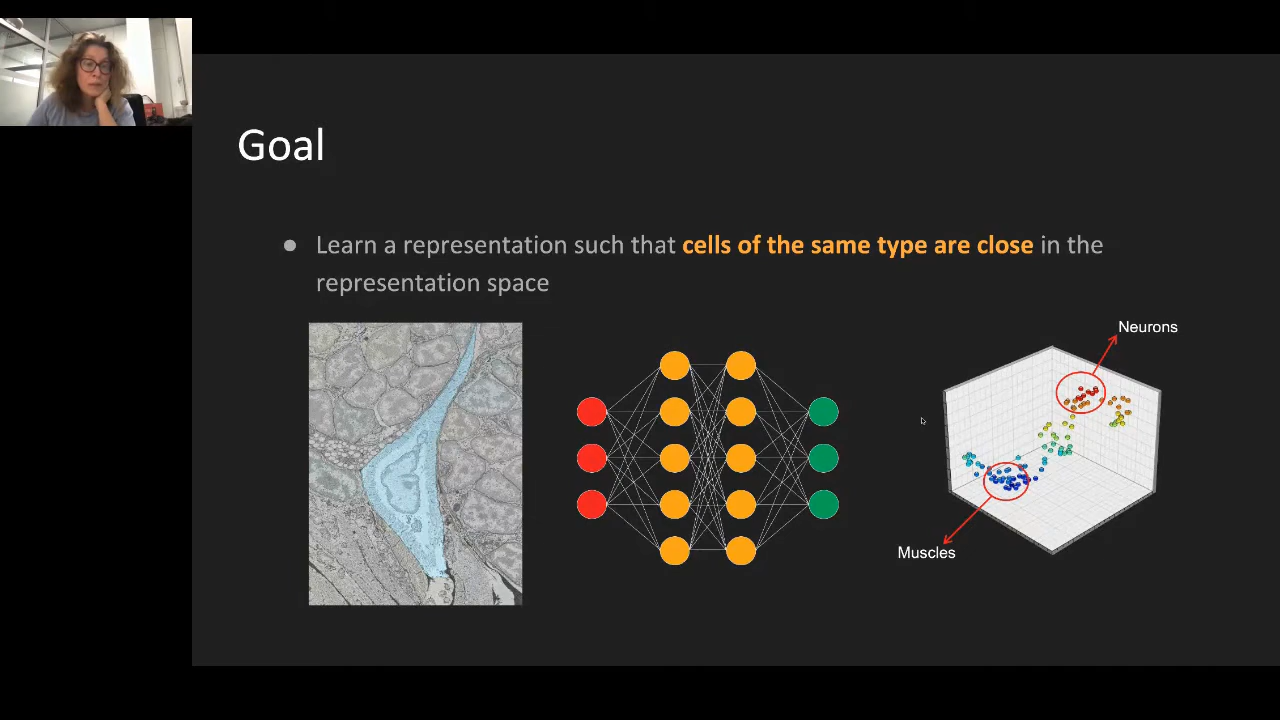 Goal
● Learn a representation such that cells of the same type are close in the
representation space
Neurons
Muscles